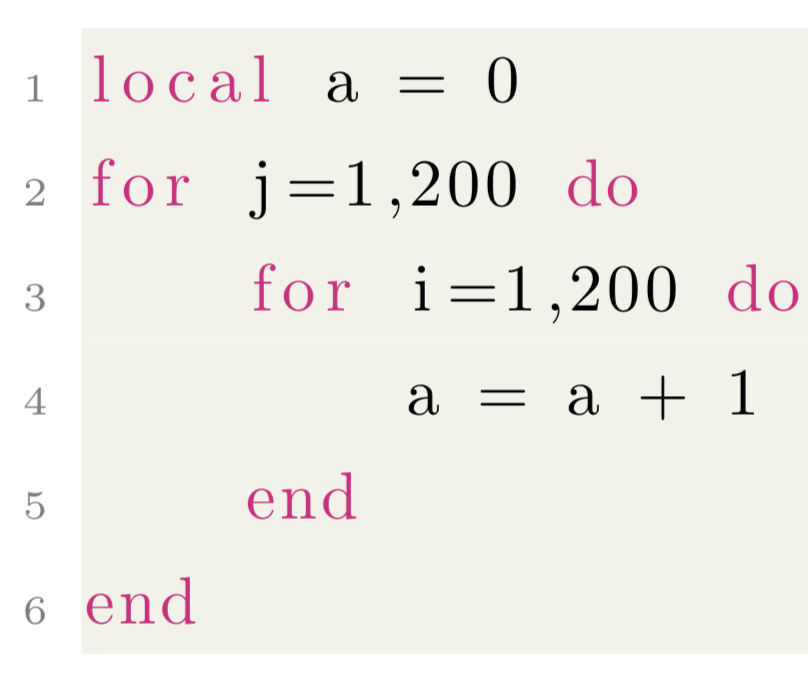 1 local a = 0
2 for j=1,200 do
3 for i=1,200 do
4 a = a + 1
5 end
6 end